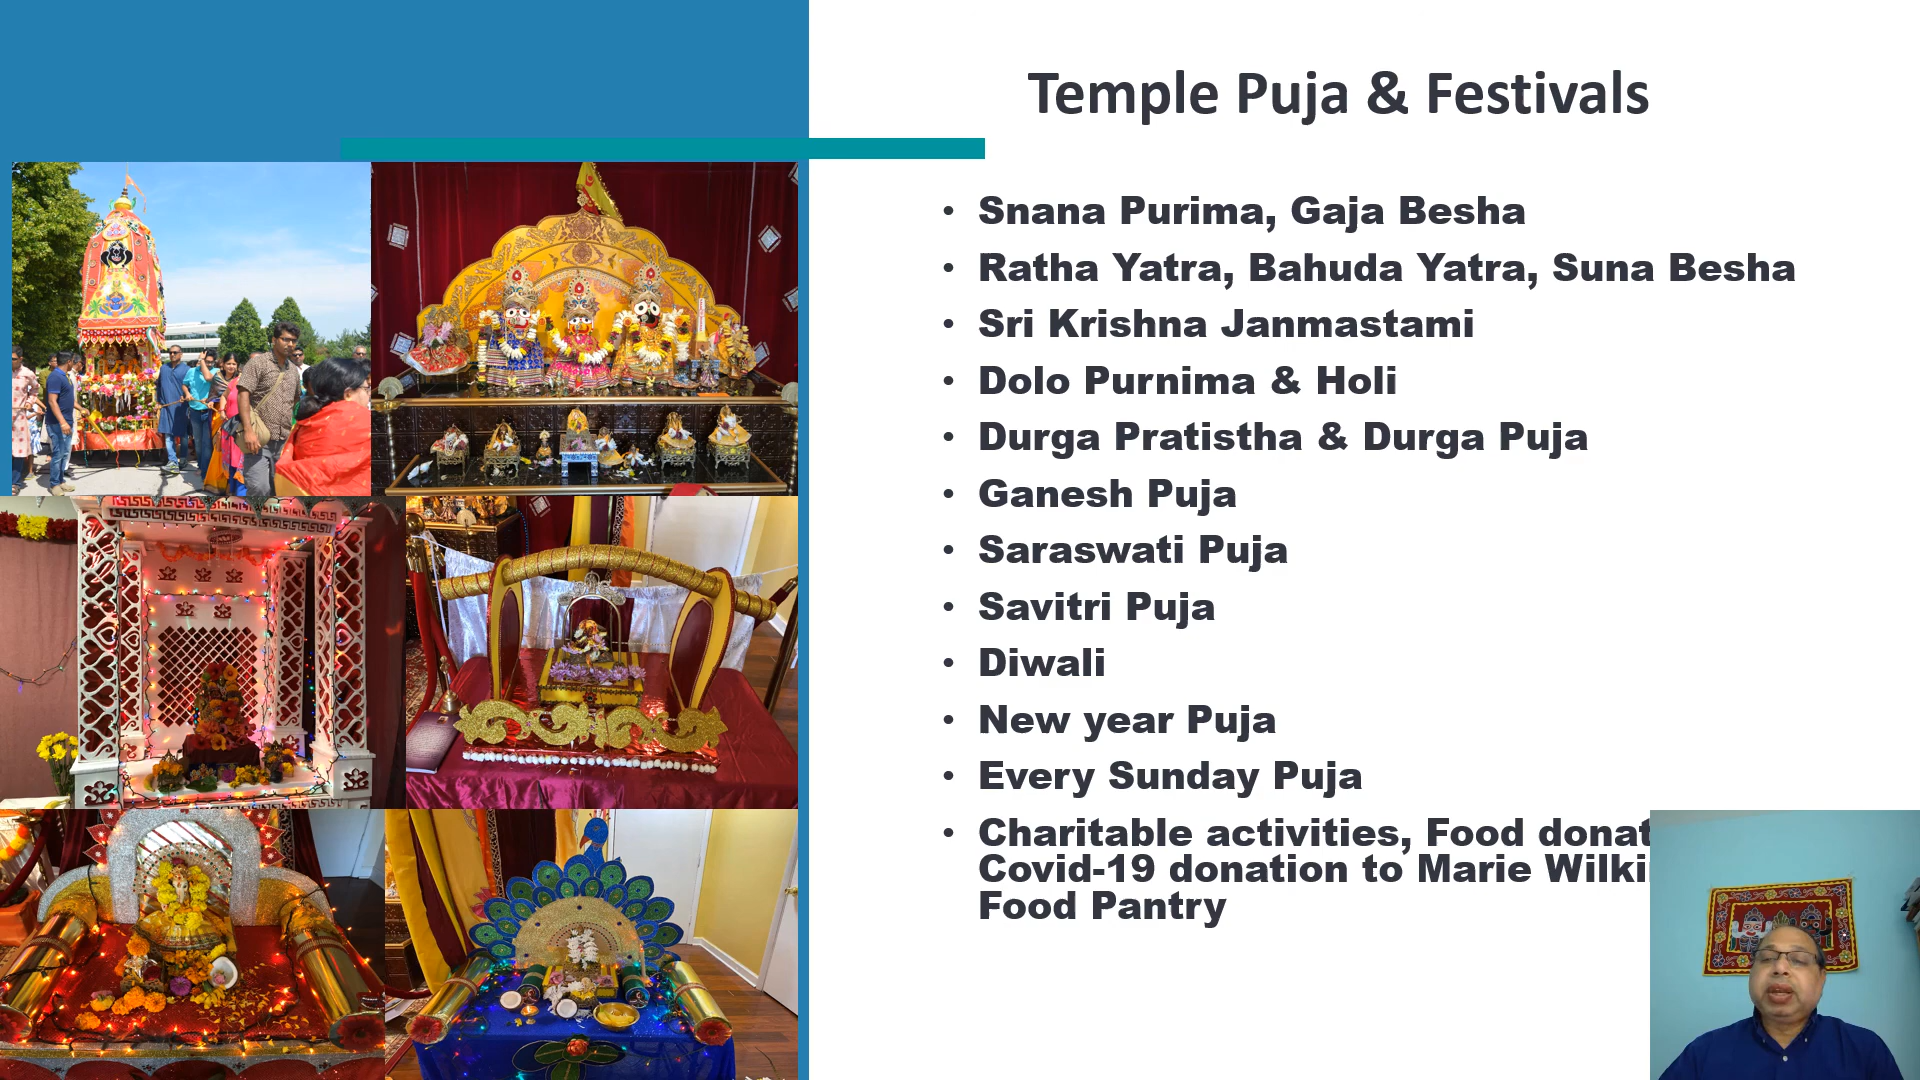 Temple Puja & Festivals
• Snana Purima, Gaja Besha
• Ratha Yatra, Bahuda Yatra, Suna Besha
• Sri Krishna Janmastami
• Dolo Purnima & Holi
• Durga Pratistha & Durga Puja
• Ganesh Puja
• Saraswati Puja
• Savitri Puja
• Diwali
• New year Puja
• Every Sunday Puja
• Charitable activities, Food
Covid-19 donation to Marie
Food Pantry